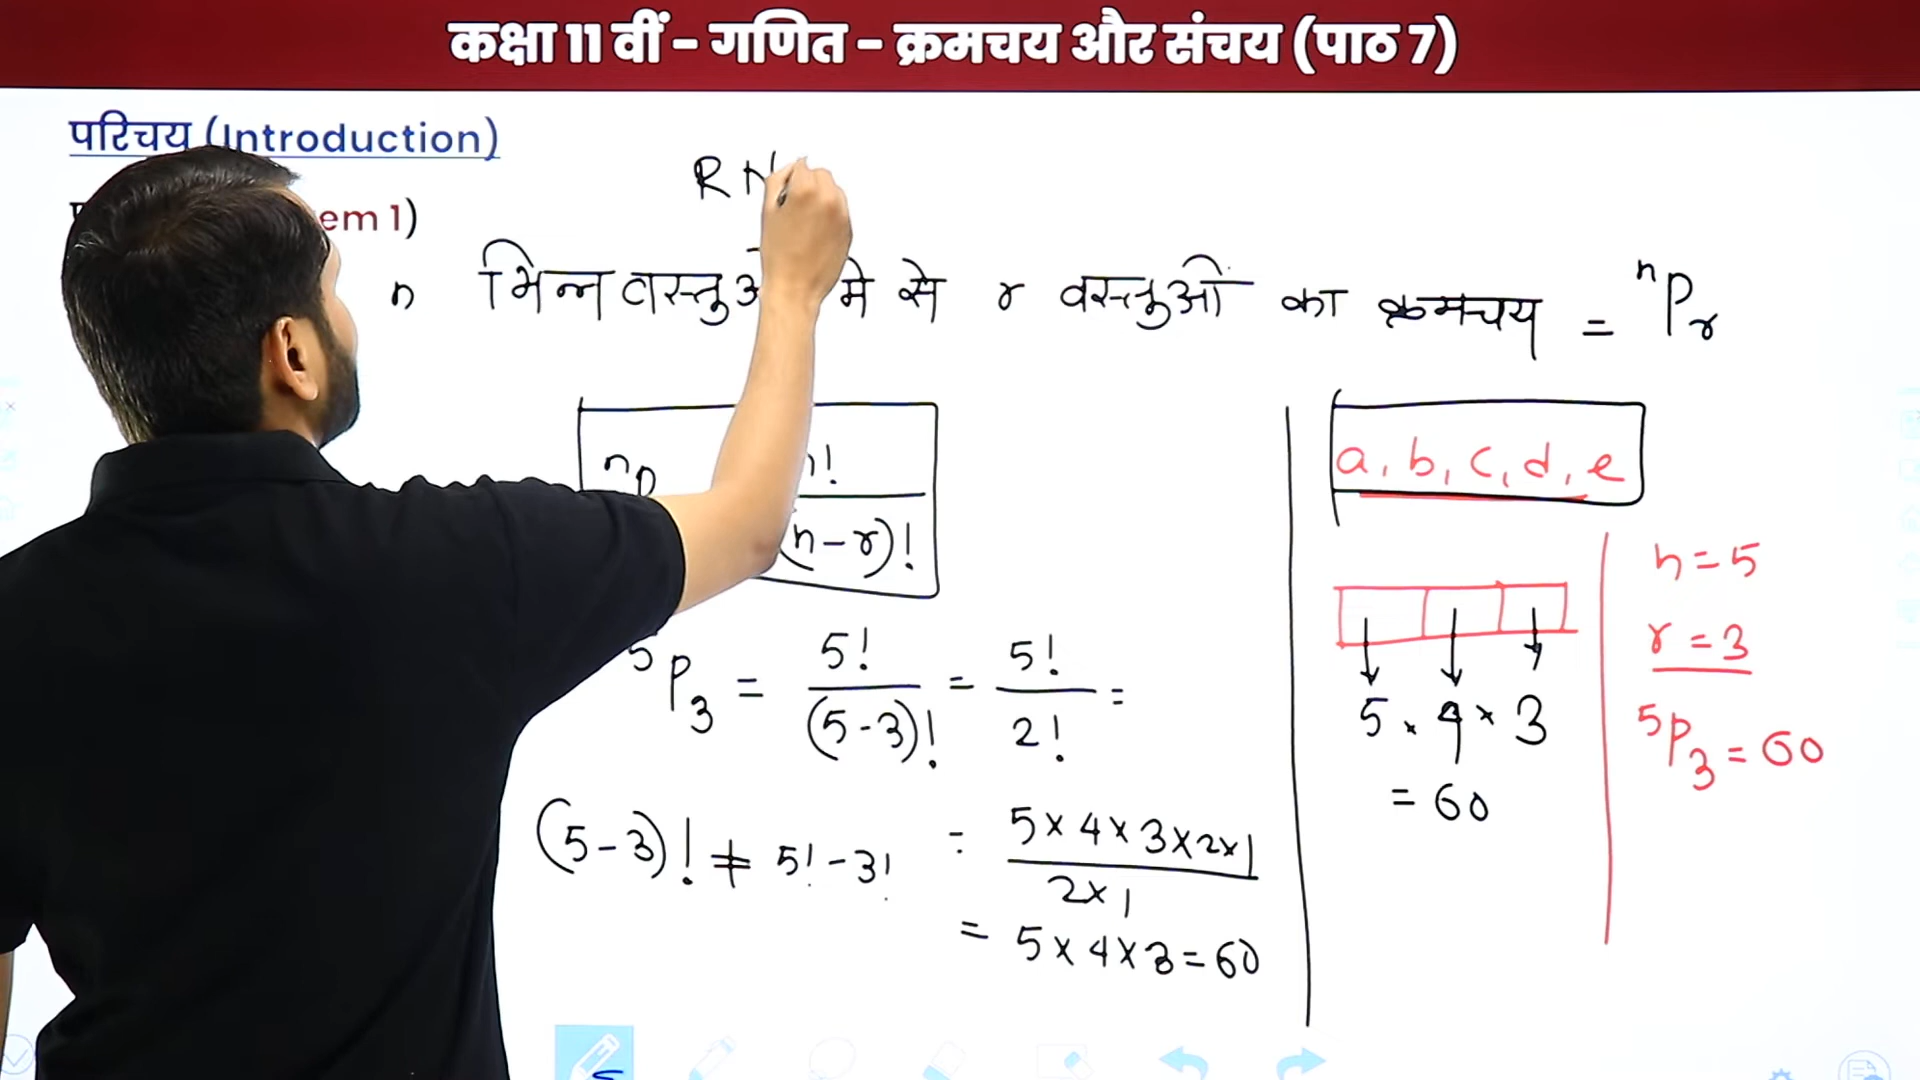 कक्षा 11 वीं - गणित - क्रमचय और संचय (पाठ 7)
परिचय (Introduction)
em 1)
R N
n भिन्न वस्तुओ मे से r वस्तुओं का क्रमचय = ⁿPᵣ
a, b, c, d, e
ⁿP n!
(n-r)!
n = 5
r = 3
⁵P₃ = 5!/(5-3)! = 5!/2! =
5 × 4 × 3
= 60
⁵P₃ = 60
(5-3)! ≠ 5! - 3!
= 5×4×3×2×1/2×1
= 5×4×3 = 60